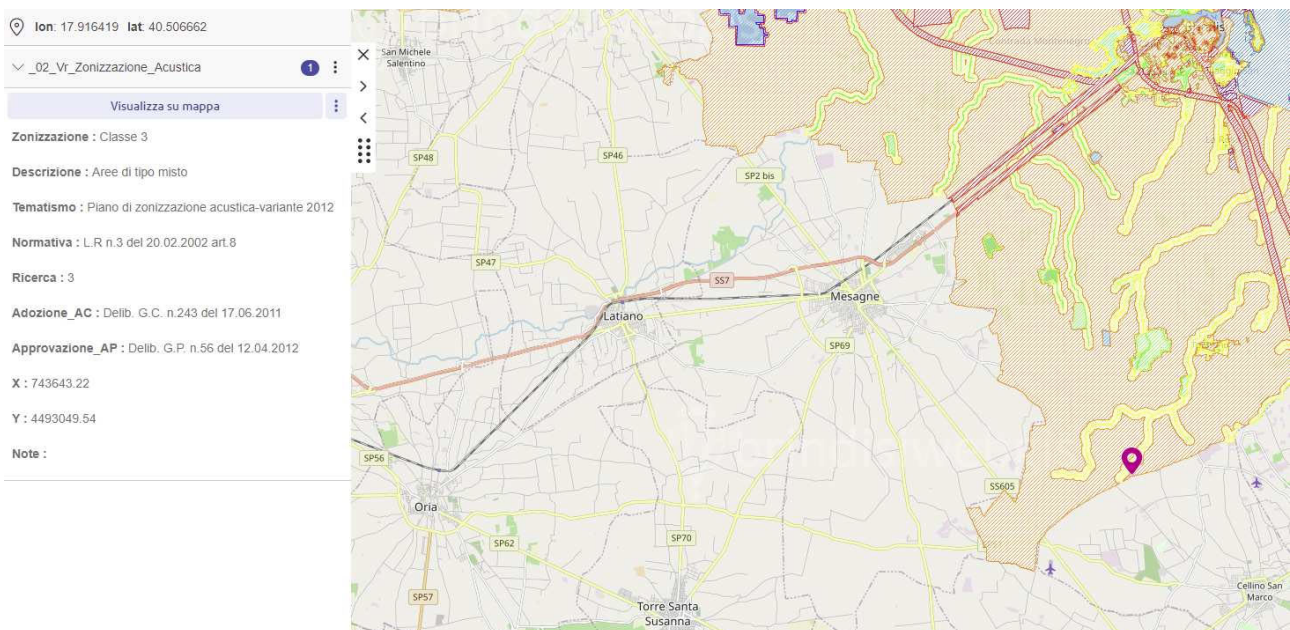 lon: 17.916419 lat: 40.506662
_02_Vr_Zonizzazione_Acustica
1
Visualizza su mappa
Zonizzazione : Classe 3
Descrizione : Aree di tipo misto
Tematismo : Piano di zonizzazione acustica-variante 2012
Normativa : L.R n.3 del 20.02.2002 art.8
Ricerca : 3
Adozione_AC : Delib. G.C. n.243 del 17.06.2011
Approvazione_AP : Delib. G.P. n.56 del 12.04.2012
X : 743643.22
Y : 4493049.54
Note :
San Michele
Salentino
SP48
SP46
SP2 bis
SP47
SS7
Mesagne
Latiano
SP69
SP56
SS605
Oria
SP62
SP70
SP57
Cellino San
Marco
Torre Santa
Susanna